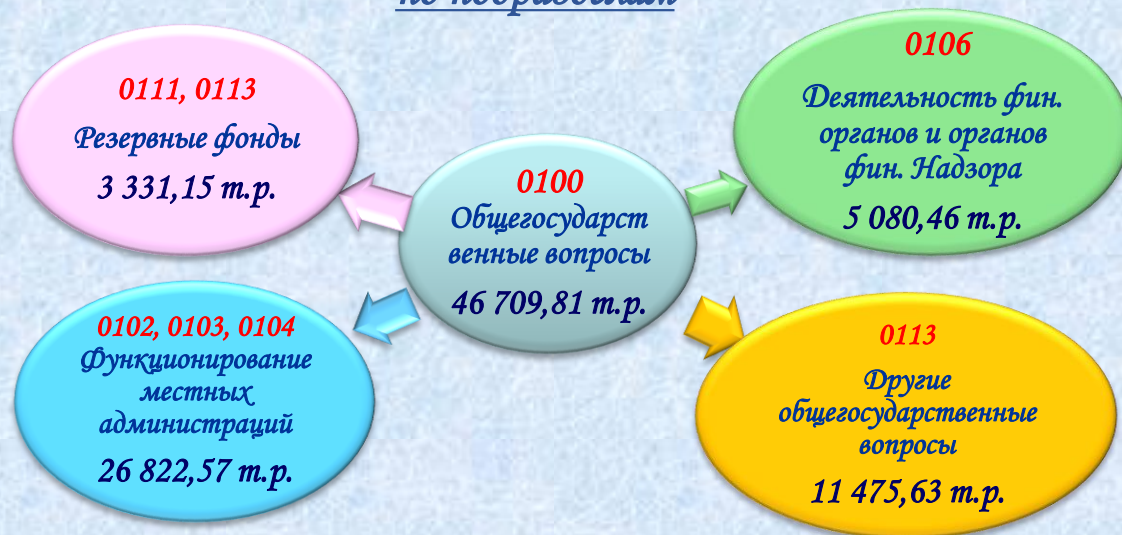 по подразделам
0111, 0113
Резервные фонды
3 331,15 т.р.
0106
Деятельность фин.
органов и органов
фин. Надзора
5 080,46 т.р.
0100
Общегосударст
венные вопросы
46 709,81 т.р.
0102, 0103, 0104
Функционирование
местных
администраций
26 822,57 т.р.
0113
Другие
общегосударственные
вопросы
11 475,63 т.р.